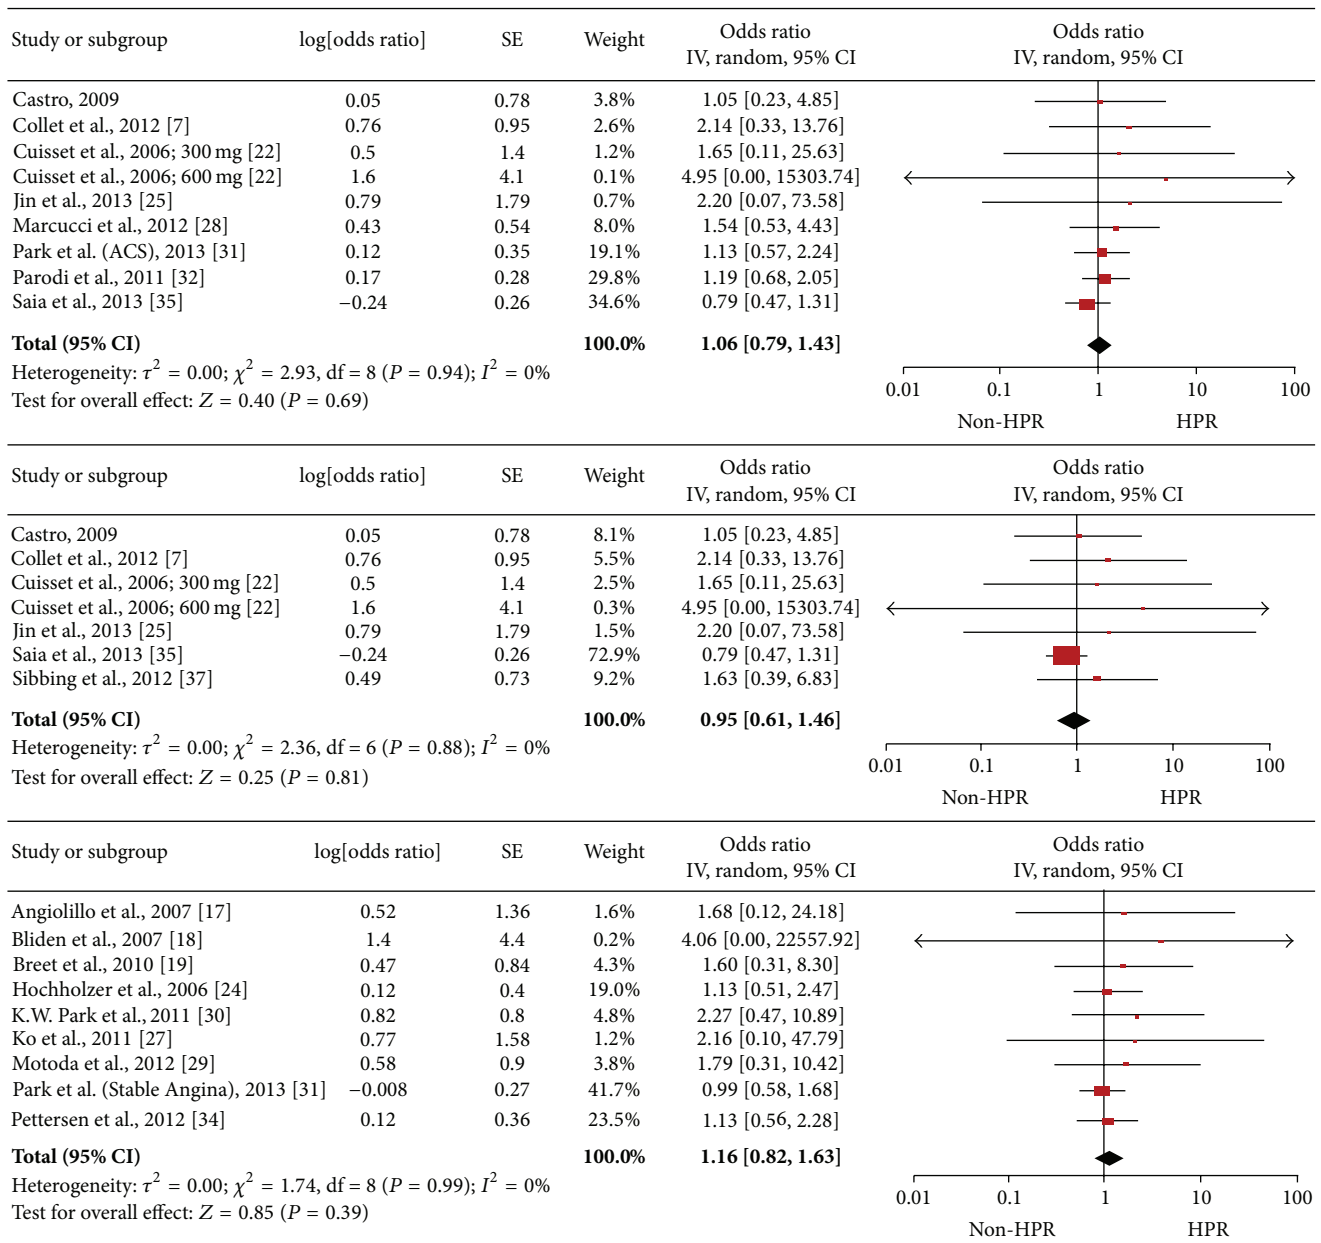 Study or subgroup log[odds ratio] SE Weight Odds ratio IV, random, 95% CI Odds ratio IV, random, 95% CI
Castro, 2009 0.05 0.78 3.8% 1.05 [0.23, 4.85]
Collet et al., 2012 [7] 0.76 0.95 2.6% 2.14 [0.33, 13.76]
Cuisset et al., 2006; 300 mg [22] 0.5 1.4 1.2% 1.65 [0.11, 25.63]
Cuisset et al., 2006; 600 mg [22] 1.6 4.1 0.1% 4.95 [0.00, 15303.74]
Jin et al., 2013 [25] 0.79 1.79 0.7% 2.20 [0.07, 73.58]
Marcucci et al., 2012 [28] 0.43 0.54 8.0% 1.54 [0.53, 4.43]
Park et al. (ACS), 2013 [31] 0.12 0.35 19.1% 1.13 [0.57, 2.24]
Parodi et al., 2011 [32] 0.17 0.28 29.8% 1.19 [0.68, 2.05]
Saia et al., 2013 [35] −0.24 0.26 34.6% 0.79 [0.47, 1.31]
Total (95% CI) 100.0% 1.06 [0.79, 1.43]
Heterogeneity: τ² = 0.00; χ² = 2.93, df = 8 (P = 0.94); I² = 0%
Test for overall effect: Z = 0.40 (P = 0.69)
0.01 0.1 1 10 100
Non-HPR HPR
Study or subgroup log[odds ratio] SE Weight Odds ratio IV, random, 95% CI Odds ratio IV, random, 95% CI
Castro, 2009 0.05 0.78 8.1% 1.05 [0.23, 4.85]
Collet et al., 2012 [7] 0.76 0.95 5.5% 2.14 [0.33, 13.76]
Cuisset et al., 2006; 300 mg [22] 0.5 1.4 2.5% 1.65 [0.11, 25.63]
Cuisset et al., 2006; 600 mg [22] 1.6 4.1 0.3% 4.95 [0.00, 15303.74]
Jin et al., 2013 [25] 0.79 1.79 1.5% 2.20 [0.07, 73.58]
Saia et al., 2013 [35] −0.24 0.26 72.9% 0.79 [0.47, 1.31]
Sibbing et al., 2012 [37] 0.49 0.73 9.2% 1.63 [0.39, 6.83]
Total (95% CI) 100.0% 0.95 [0.61, 1.46]
Heterogeneity: τ² = 0.00; χ² = 2.36, df = 6 (P = 0.88); I² = 0%
Test for overall effect: Z = 0.25 (P = 0.81)
0.01 0.1 1 10 100
Non-HPR HPR
Study or subgroup log[odds ratio] SE Weight Odds ratio IV, random, 95% CI Odds ratio IV, random, 95% CI
Angiolillo et al., 2007 [17] 0.52 1.36 1.6% 1.68 [0.12, 24.18]
Bliden et al., 2007 [18] 1.4 4.4 0.2% 4.06 [0.00, 22557.92]
Breet et al., 2010 [19] 0.47 0.84 4.3% 1.60 [0.31, 8.30]
Hochholzer et al., 2006 [24] 0.12 0.4 19.0% 1.13 [0.51, 2.47]
K.W. Park et al., 2011 [30] 0.82 0.8 4.8% 2.27 [0.47, 10.89]
Ko et al., 2011 [27] 0.77 1.58 1.2% 2.16 [0.10, 47.79]
Motoda et al., 2012 [29] 0.58 0.9 3.8% 1.79 [0.31, 10.42]
Park et al. (Stable Angina), 2013 [31] −0.008 0.27 41.7% 0.99 [0.58, 1.68]
Pettersen et al., 2012 [34] 0.12 0.36 23.5% 1.13 [0.56, 2.28]
Total (95% CI) 100.0% 1.16 [0.82, 1.63]
Heterogeneity: τ² = 0.00; χ² = 1.74, df = 8 (P = 0.99); I² = 0%
Test for overall effect: Z = 0.85 (P = 0.39)
0.01 0.1 1 10 100
Non-HPR HPR